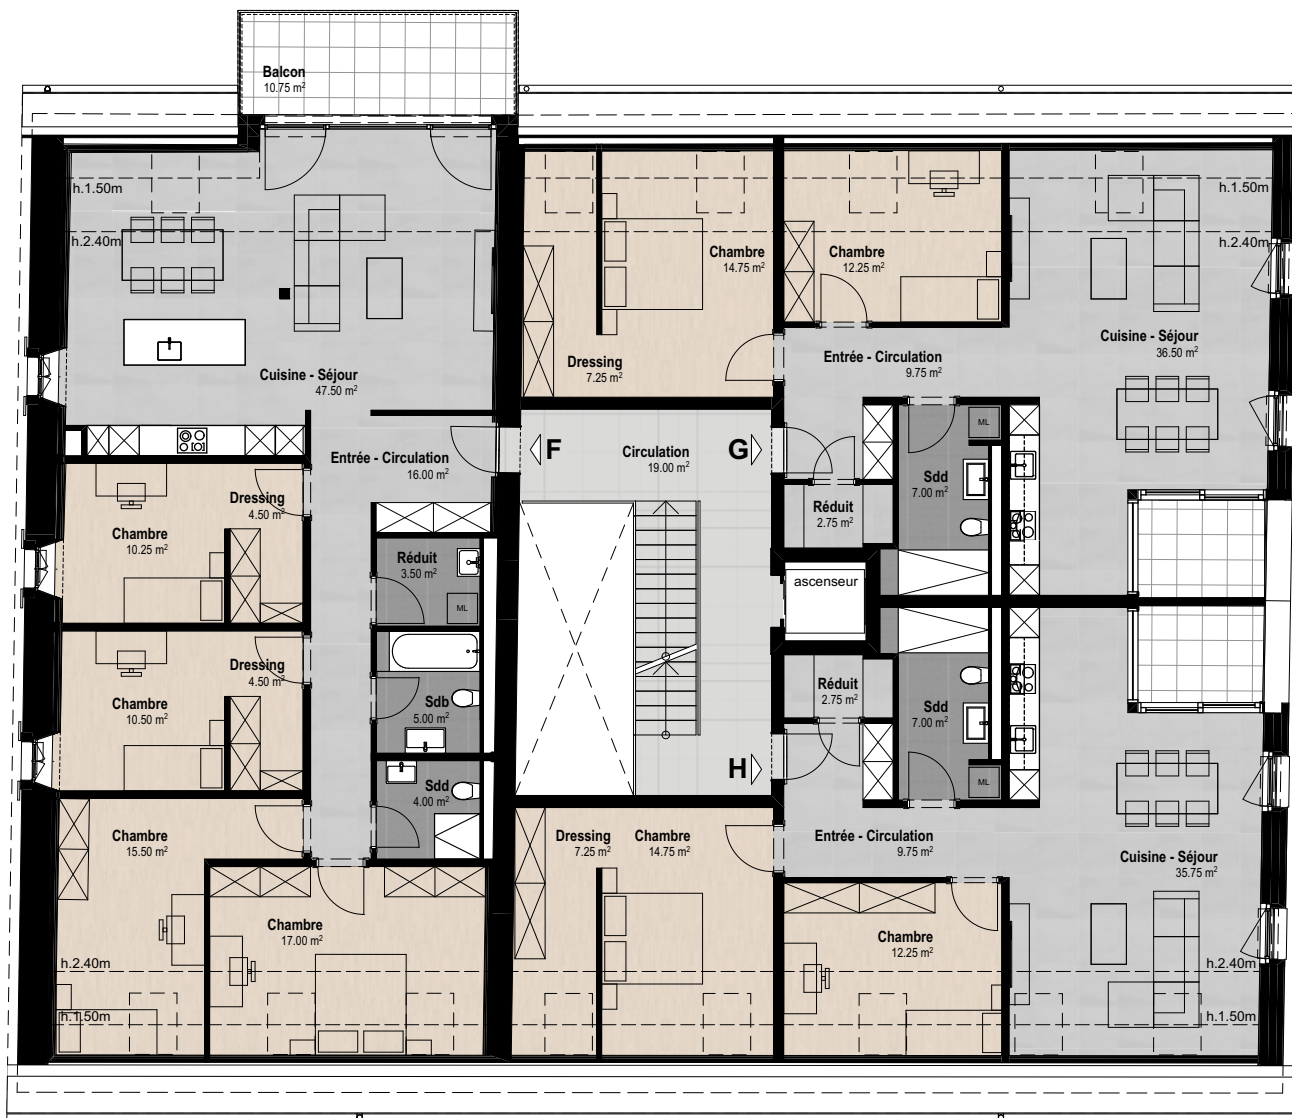 Balcon
10.75 m²
h.1.50m
h.2.40m
Cuisine - Séjour
47.50 m²
Chambre
14.75 m²
Dressing
7.25 m²
Chambre
12.25 m²
h.1.50m
h.2.40m
Cuisine - Séjour
36.50 m²
Entrée - Circulation
9.75 m²
Entrée - Circulation
16.00 m²
F
Circulation
19.00 m²
G
ML
Sdd
7.00 m²
Réduit
2.75 m²
Dressing
4.50 m²
Chambre
10.25 m²
Réduit
3.50 m²
ML
ascenseur
Dressing
4.50 m²
Chambre
10.50 m²
Sdb
5.00 m²
Réduit
2.75 m²
Sdd
7.00 m²
H
ML
Sdd
4.00 m²
Chambre
15.50 m²
Dressing
7.25 m²
Chambre
14.75 m²
Entrée - Circulation
9.75 m²
Cuisine - Séjour
35.75 m²
Chambre
17.00 m²
Chambre
12.25 m²
h.2.40m
h.1.50m
h.2.40m
h.1.50m